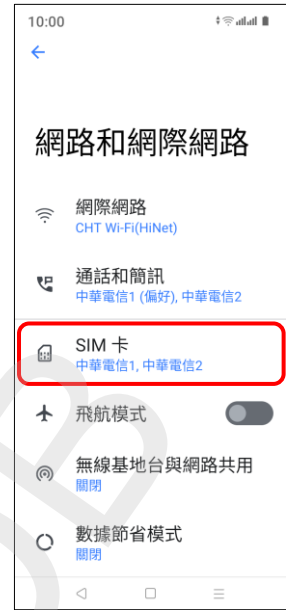 10:00
網路和網際網路
網際網路
CHT Wi-Fi(HiNet)
通話和簡訊
中華電信1 (偏好), 中華電信2
SIM 卡
中華電信1, 中華電信2
飛航模式
無線基地台與網路共用
關閉
數據節省模式
關閉